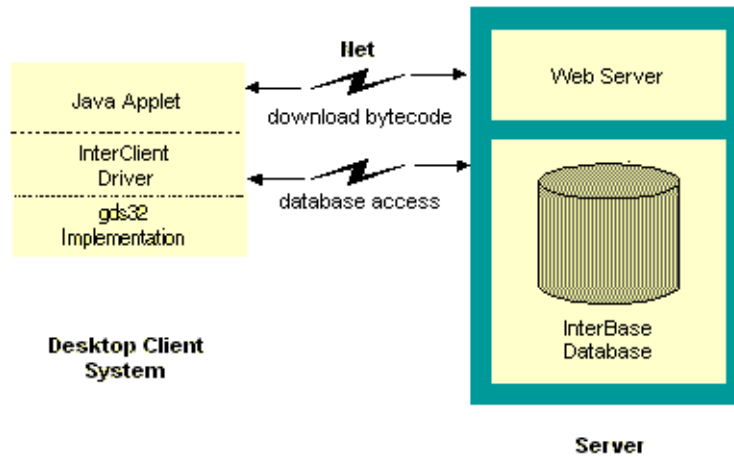 Net
Java Applet
download bytecode
Web Server
InterClient
Driver
database access
gds32
Implementation
InterBase
Database
Desktop Client
System
Server